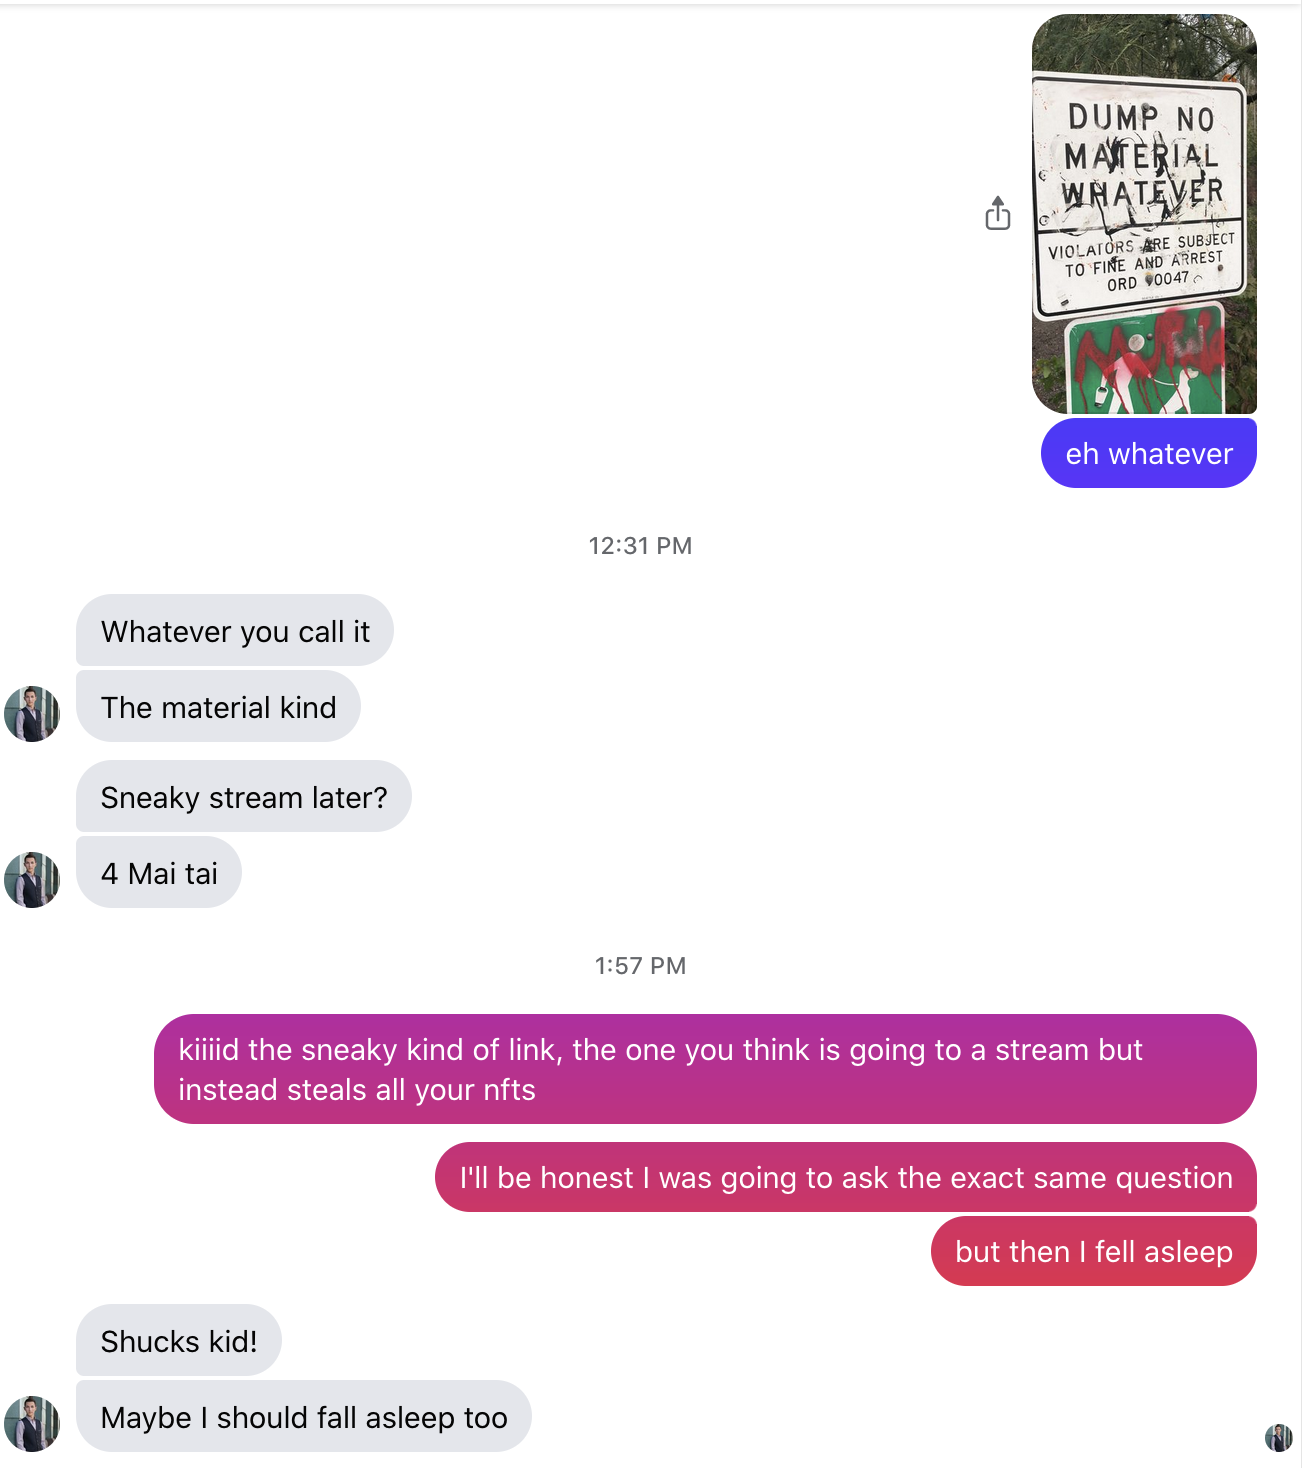 DUMP NO
MATERIAL
WHATEVER
VIOLATORS ARE SUBJECT
TO FINE AND ARREST
ORD 0047
eh whatever
12:31 PM
Whatever you call it
The material kind
Sneaky stream later?
4 Mai tai
1:57 PM
kiiiid the sneaky kind of link, the one you think is going to a stream but
instead steals all your nfts
I'll be honest I was going to ask the exact same question
but then I fell asleep
Shucks kid!
Maybe I should fall asleep too